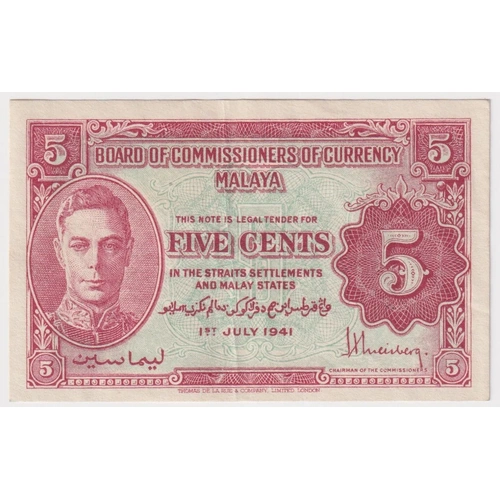 5 5
BOARD OF COMMISSIONERS OF CURRENCY
MALAYA
THIS NOTE IS LEGAL TENDER FOR
FIVE CENTS
5
IN THE STRAITS SETTLEMENTS
AND MALAY STATES
1ST JULY 1941
ليما سين
CHAIRMAN OF THE COMMISSIONERS
5 5
THOMAS DE LA RUE & COMPANY, LIMITED, LONDON